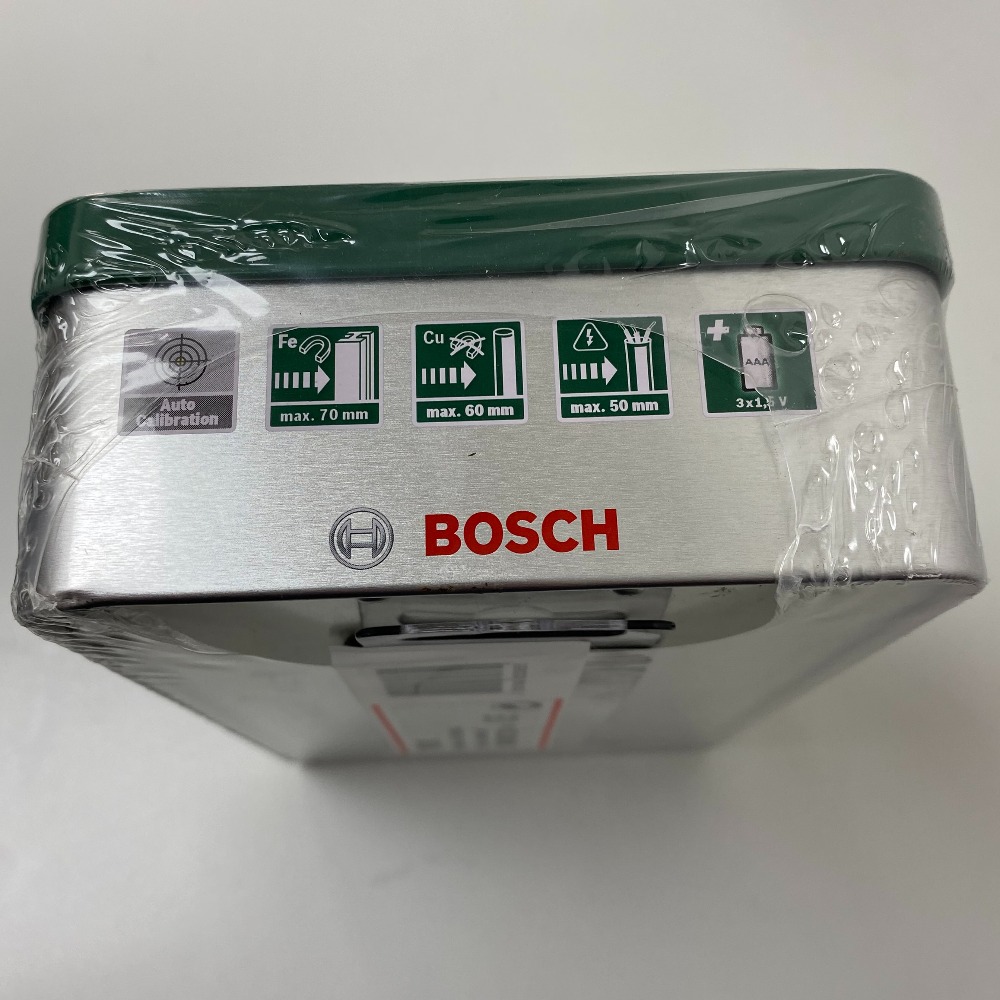 Auto
Calibration
Fe
max. 70 mm
Cu
max. 60 mm
max. 50 mm
AAA
3x1,5 V
BOSCH